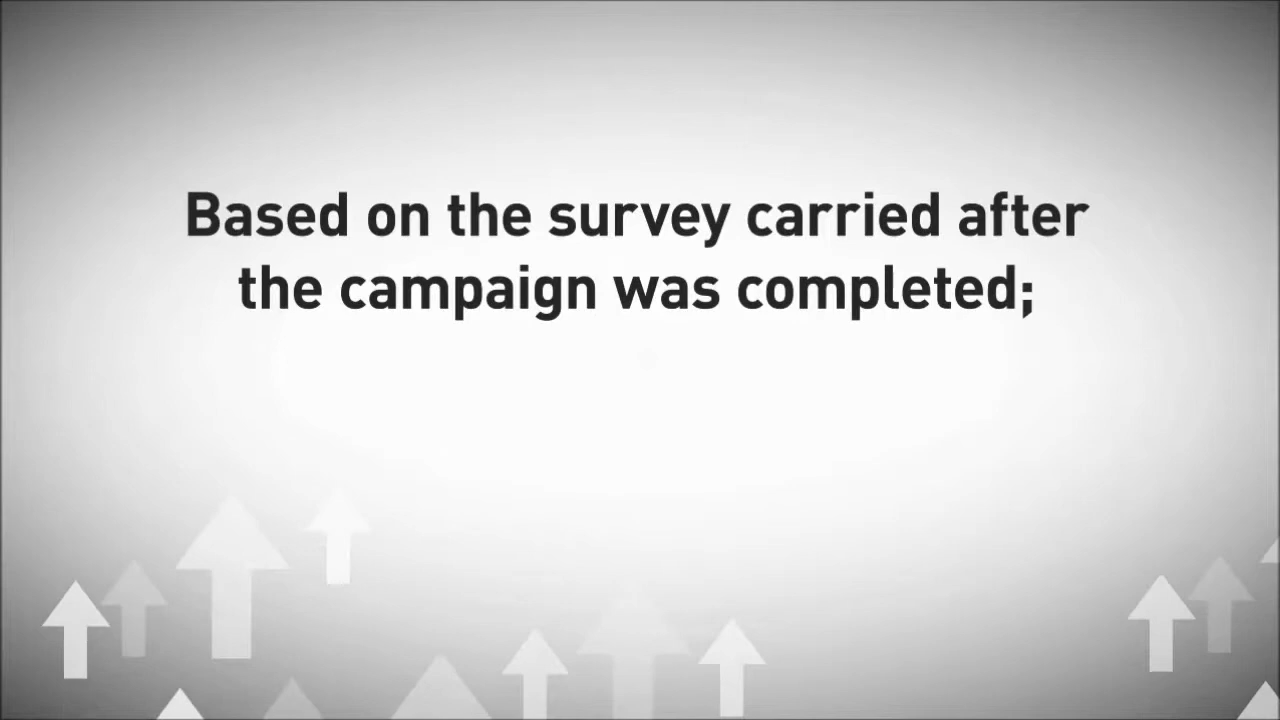 Based on the survey carried after
the campaign was completed;